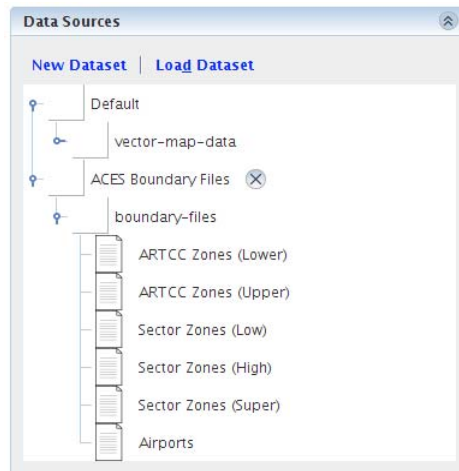 Data Sources
New Dataset | Load Dataset
Default
vector-map-data
ACES Boundary Files
boundary-files
ARTCC Zones (Lower)
ARTCC Zones (Upper)
Sector Zones (Low)
Sector Zones (High)
Sector Zones (Super)
Airports